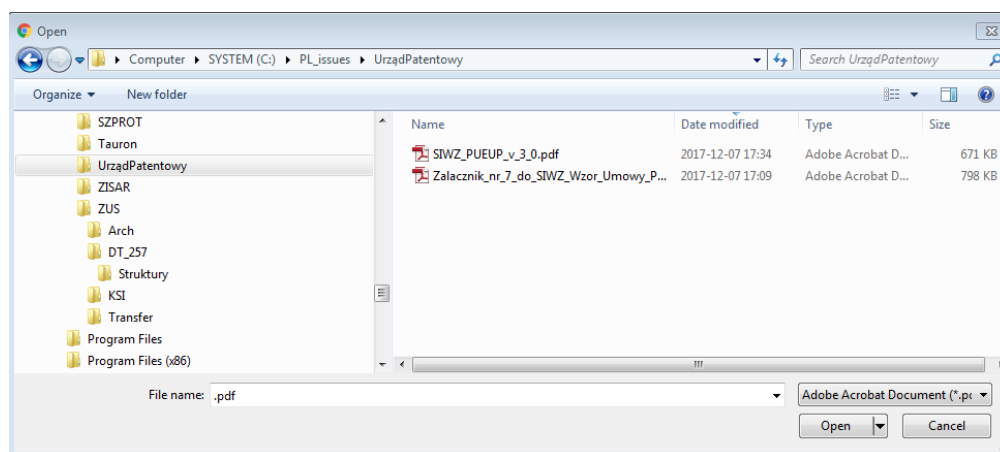 Open
Computer SYSTEM (C:) PL_issues UrządPatentowy Search UrządPatentowy
Organize New folder
SZPROT
Tauron
UrządPatentowy
ZISAR
ZUS
Arch
DT_257
Struktury
KSI
Transfer
Program Files
Program Files (x86)
Name Date modified Type Size
SIWZ_PUEUP_v_3_0.pdf 2017-12-07 17:34 Adobe Acrobat D... 671 KB
Zalacznik_nr_7_do_SIWZ_Wzor_Umowy_P... 2017-12-07 17:09 Adobe Acrobat D... 798 KB
File name: .pdf Adobe Acrobat Document (*.pc
Open Cancel